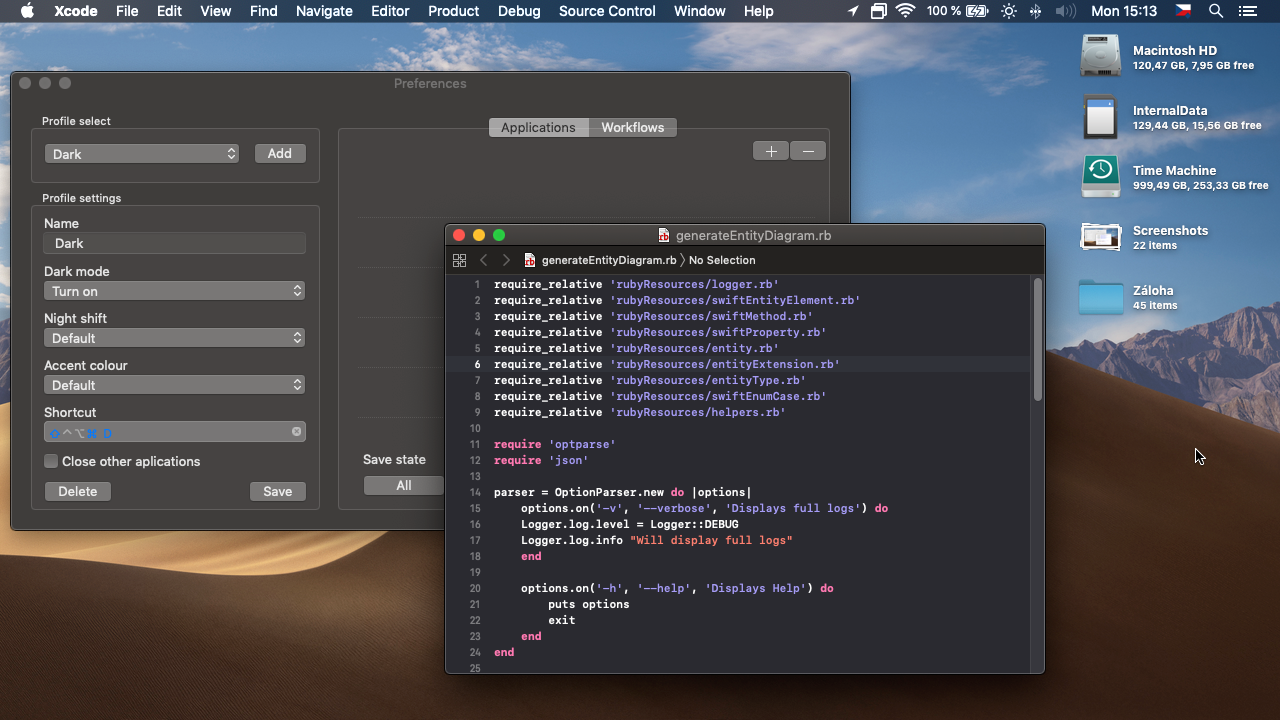 Xcode File Edit View Find Navigate Editor Product Debug Source Control Window Help 100 % Mon 15:13
Preferences
Profile select
Dark
Add
Profile settings
Name
Dark
Dark mode
Turn on
Night shift
Default
Accent colour
Default
Shortcut
⇧^⌥⌘ D
Close other aplications
Delete
Save
Applications
Workflows
+
−
Save state
All
generateEntityDiagram.rb
generateEntityDiagram.rb 〉No Selection
1 require_relative 'rubyResources/logger.rb'
2 require_relative 'rubyResources/swiftEntityElement.rb'
3 require_relative 'rubyResources/swiftMethod.rb'
4 require_relative 'rubyResources/swiftProperty.rb'
5 require_relative 'rubyResources/entity.rb'
6 require_relative 'rubyResources/entityExtension.rb'
7 require_relative 'rubyResources/entityType.rb'
8 require_relative 'rubyResources/swiftEnumCase.rb'
9 require_relative 'rubyResources/helpers.rb'
10
11 require 'optparse'
12 require 'json'
13
14 parser = OptionParser.new do |options|
15 options.on('-v', '--verbose', 'Displays full logs') do
16 Logger.log.level = Logger::DEBUG
17 Logger.log.info "Will display full logs"
18 end
19
20 options.on('-h', '--help', 'Displays Help') do
21 puts options
22 exit
23 end
24 end
25
Macintosh HD
120,47 GB, 7,95 GB free
InternalData
129,44 GB, 15,56 GB free
Time Machine
999,49 GB, 253,33 GB free
Screenshots
22 items
Záloha
45 items